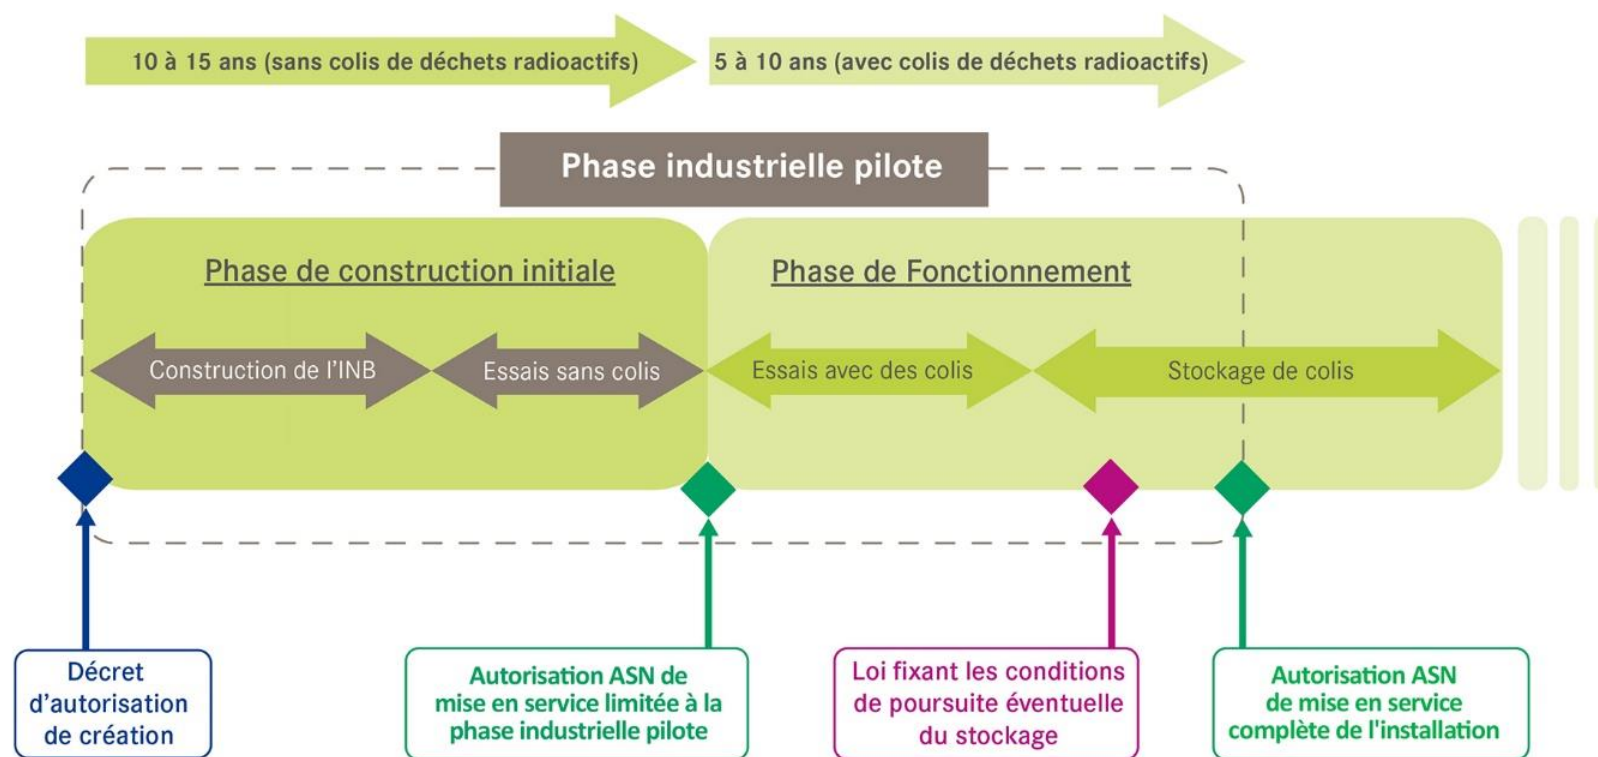 10 à 15 ans (sans colis de déchets radioactifs)
5 à 10 ans (avec colis de déchets radioactifs)
Phase industrielle pilote
Phase de construction initiale
Phase de Fonctionnement
Construction de l'INB
Essais sans colis
Essais avec des colis
Stockage de colis
Décret
d'autorisation
de création
Autorisation ASN de
mise en service limitée à la
phase industrielle pilote
Loi fixant les conditions
de poursuite éventuelle
du stockage
Autorisation ASN
de mise en service
complète de l'installation